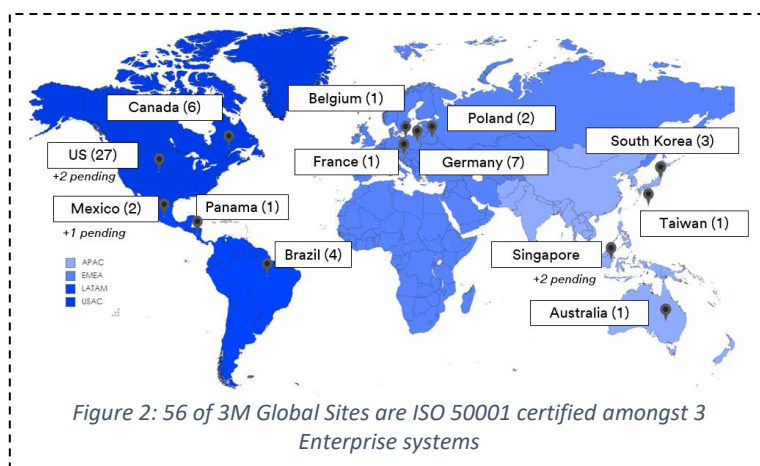 Belgium (1)
Canada (6)
Poland (2)
South Korea (3)
US (27)
France (1)
Germany (7)
+2 pending
Mexico (2)
Panama (1)
Taiwan (1)
+1 pending
Brazil (4)
Singapore
+2 pending
APAC
EMEA
LATAM
USAC
Australia (1)
Figure 2: 56 of 3M Global Sites are ISO 50001 certified amongst 3
Enterprise systems